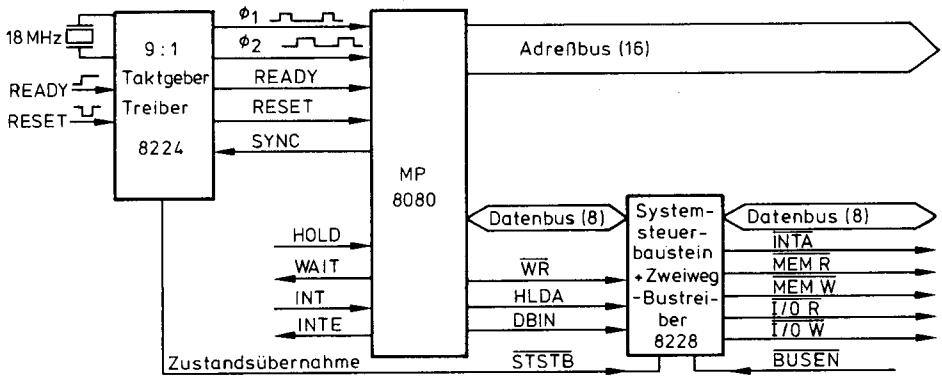 18 MHz
READY
RESET
9 : 1
Taktgeber
Treiber
8224
ϕ1
ϕ2
READY
RESET
SYNC
HOLD
WAIT
INT
INTE
MP
8080
Adreßbus (16)
Datenbus (8)
WR
HLDA
DBIN
System-
steuer-
baustein
+Zweiweg
-Bustrei-
ber
8228
Datenbus (8)
INTA
MEM R
MEM W
I/O R
I/O W
Zustandsübernahme
STSTB
BUSEN